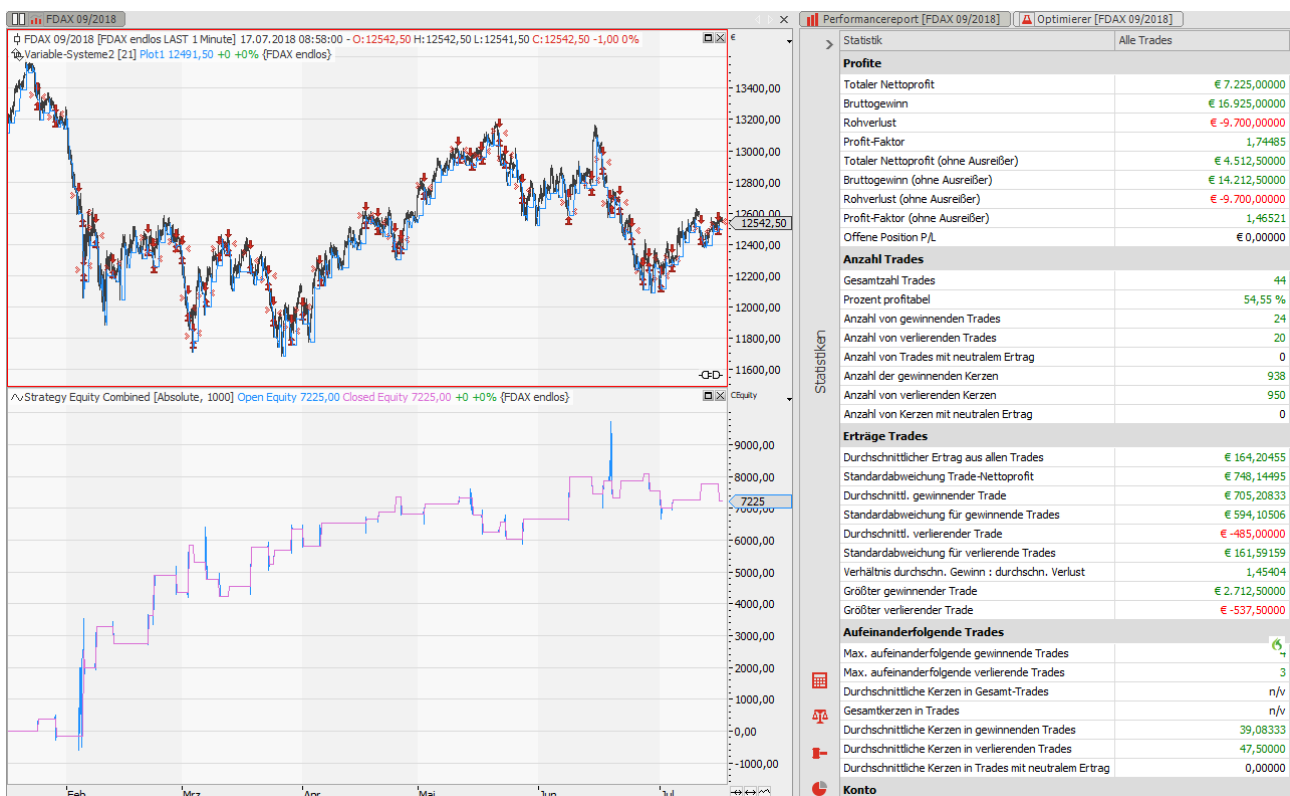 FDAX 09/2018
FDAX 09/2018 [FDAX endlos LAST 1 Minute] 17.07.2018 08:58:00 - O:12542,50 H:12542,50 L:12541,50 C:12542,50 -1,00 0%
Variable-Systeme2 [21] Plot1 12491,50 +0 +0% {FDAX endlos}
€
13400,00
13200,00
13000,00
12800,00
12600,00
12542,50
12400,00
12200,00
12000,00
11800,00
11600,00
Strategy Equity Combined [Absolute, 1000] Open Equity 7225,00 Closed Equity 7225,00 +0 +0% {FDAX endlos}
CEquity
9000,00
8000,00
7225
7000,00
6000,00
5000,00
4000,00
3000,00
2000,00
1000,00
0,00
-1000,00
Feb Mrz Apr Mai Jun Jul
Performancereport [FDAX 09/2018] Optimierer [FDAX 09/2018]
Statistiken
Statistik Alle Trades
Profite
Totaler Nettoprofit € 7.225,00000
Bruttogewinn € 16.925,00000
Rohverlust € -9.700,00000
Profit-Faktor 1,74485
Totaler Nettoprofit (ohne Ausreißer) € 4.512,50000
Bruttogewinn (ohne Ausreißer) € 14.212,50000
Rohverlust (ohne Ausreißer) € -9.700,00000
Profit-Faktor (ohne Ausreißer) 1,46521
Offene Position P/L € 0,00000
Anzahl Trades
Gesamtzahl Trades 44
Prozent profitabel 54,55 %
Anzahl von gewinnenden Trades 24
Anzahl von verlierenden Trades 20
Anzahl von Trades mit neutralem Ertrag 0
Anzahl der gewinnenden Kerzen 938
Anzahl von verlierenden Kerzen 950
Anzahl von Kerzen mit neutralen Ertrag 0
Erträge Trades
Durchschnittlicher Ertrag aus allen Trades € 164,20455
Standardabweichung Trade-Nettoprofit € 748,14495
Durchschnittl. gewinnender Trade € 705,20833
Standardabweichung für gewinnende Trades € 594,10506
Durchschnittl. verlierender Trade € -485,00000
Standardabweichung für verlierende Trades € 161,59159
Verhältnis durchschn. Gewinn : durchschn. Verlust 1,45404
Größter gewinnender Trade € 2.712,50000
Größter verlierender Trade € -537,50000
Aufeinanderfolgende Trades
Max. aufeinanderfolgende gewinnende Trades
Max. aufeinanderfolgende verlierende Trades 3
Durchschnittliche Kerzen in Gesamt-Trades n/v
Gesamtkerzen in Trades n/v
Durchschnittliche Kerzen in gewinnenden Trades 39,08333
Durchschnittliche Kerzen in verlierenden Trades 47,50000
Durchschnittliche Kerzen in Trades mit neutralem Ertrag 0,00000
Konto